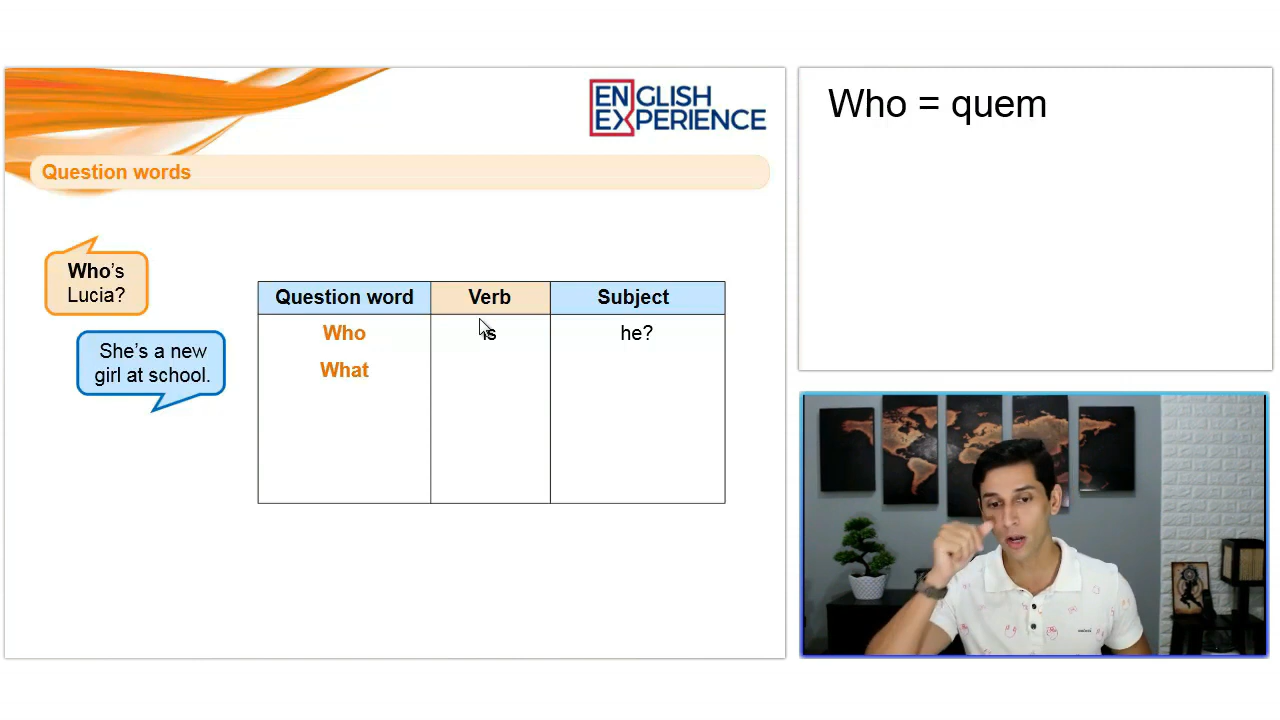 ENGLISH
EXPERIENCE
Question words
Who's
Lucia?
She's a new
girl at school.
Question word Verb Subject
Who is he?
What
Who = quem